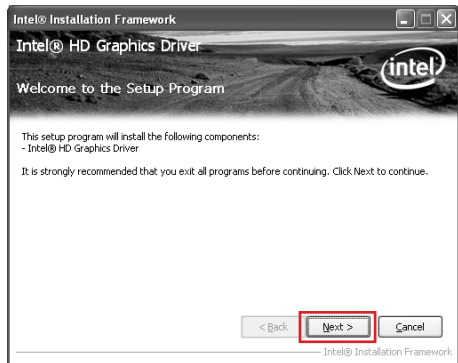 Intel® Installation Framework
Intel® HD Graphics Driver
intel
Welcome to the Setup Program
This setup program will install the following components:
- Intel® HD Graphics Driver
It is strongly recommended that you exit all programs before continuing. Click Next to continue.
< Back Next > Cancel
Intel® Installation Framework